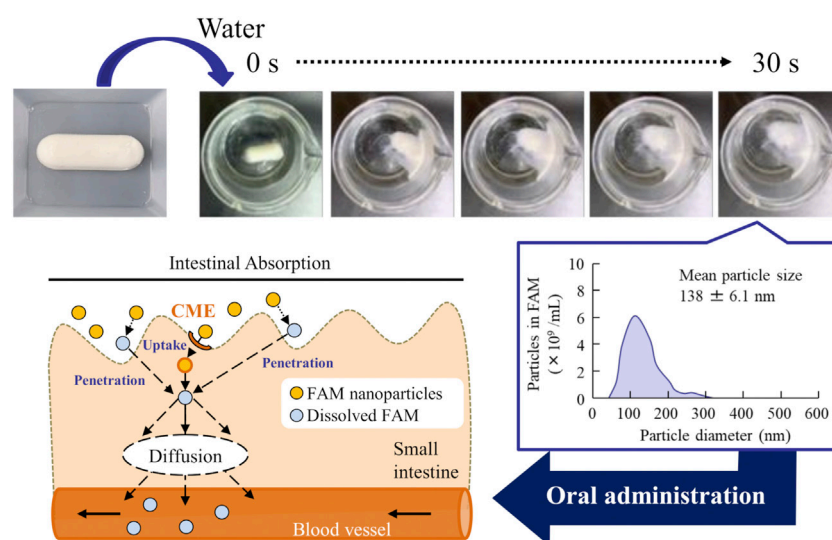 Water
0 s
30 s
Intestinal Absorption
CME
Uptake
Penetration
Penetration
FAM nanoparticles
Dissolved FAM
Diffusion
Small
intestine
Blood vessel
Particles in FAM
(×10⁹/mL)
10
8
6
4
2
0
Mean particle size
138 ± 6.1 nm
0 100 200 300 400 500 600
Particle diameter (nm)
Oral administration